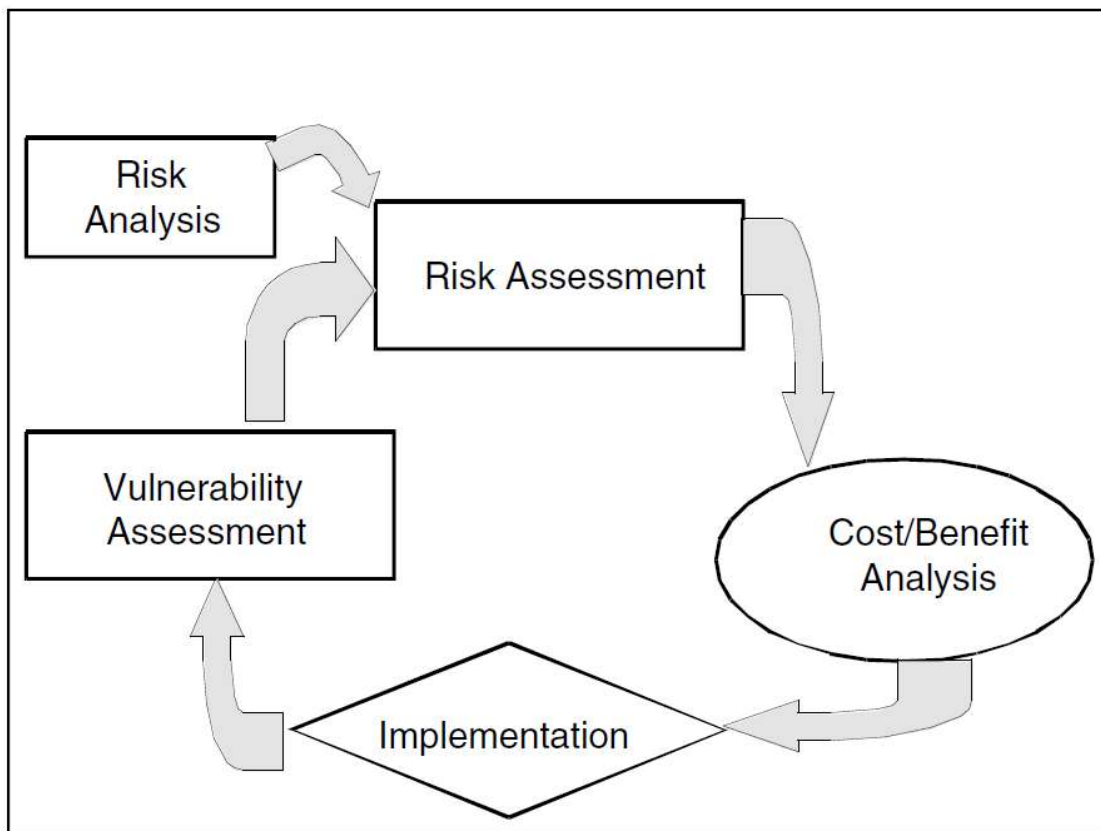 Risk
Analysis
Risk Assessment
Vulnerability
Assessment
Cost/Benefit
Analysis
Implementation